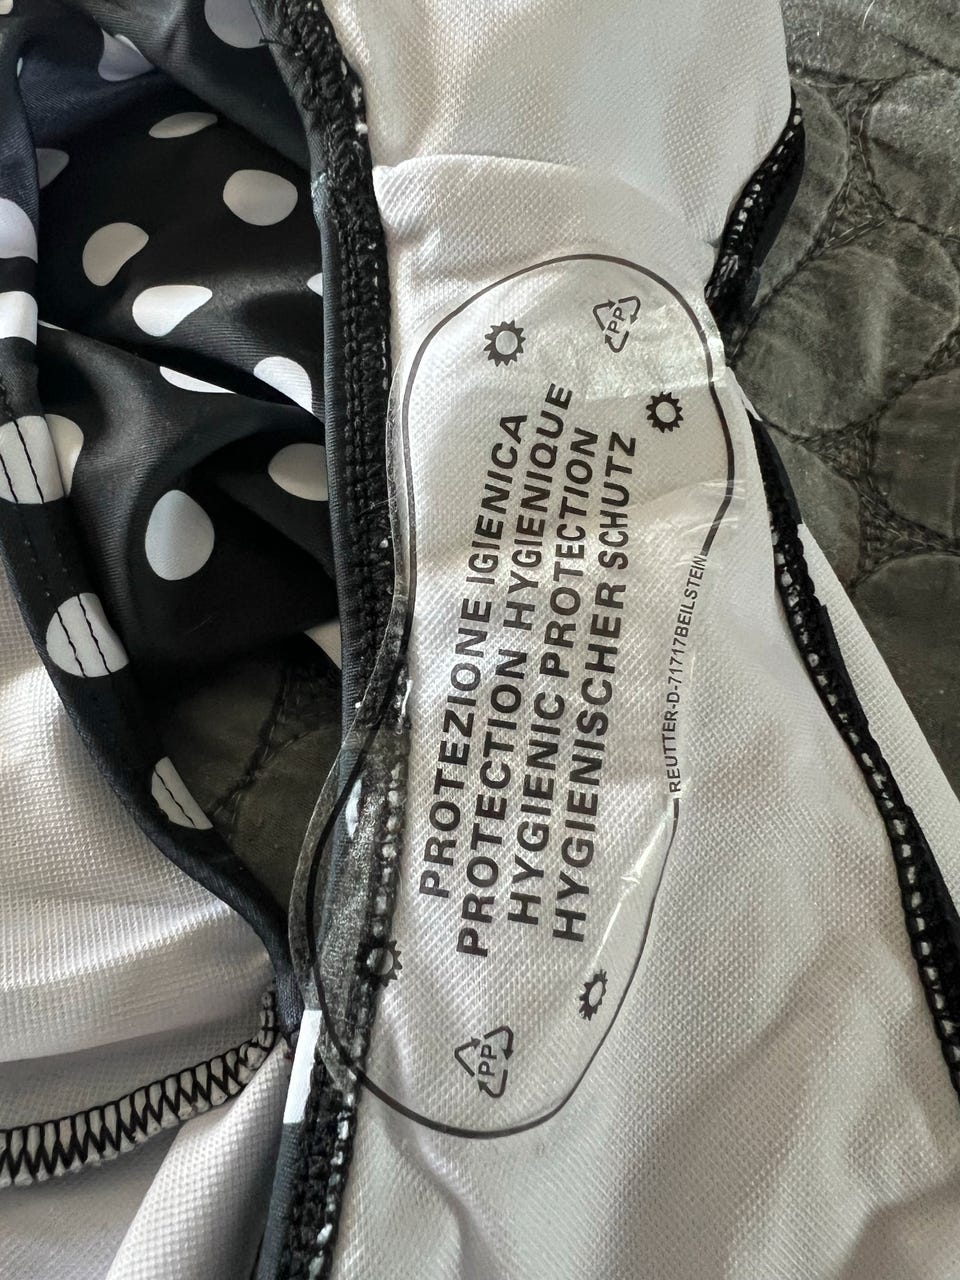 PP
PROTEZIONE IGIENICA
PROTECTION HYGIENIQUE
HYGIENIC PROTECTION
HYGIENISCHER SCHUTZ
REUTTER-D-71717BEILSTEIN
PP